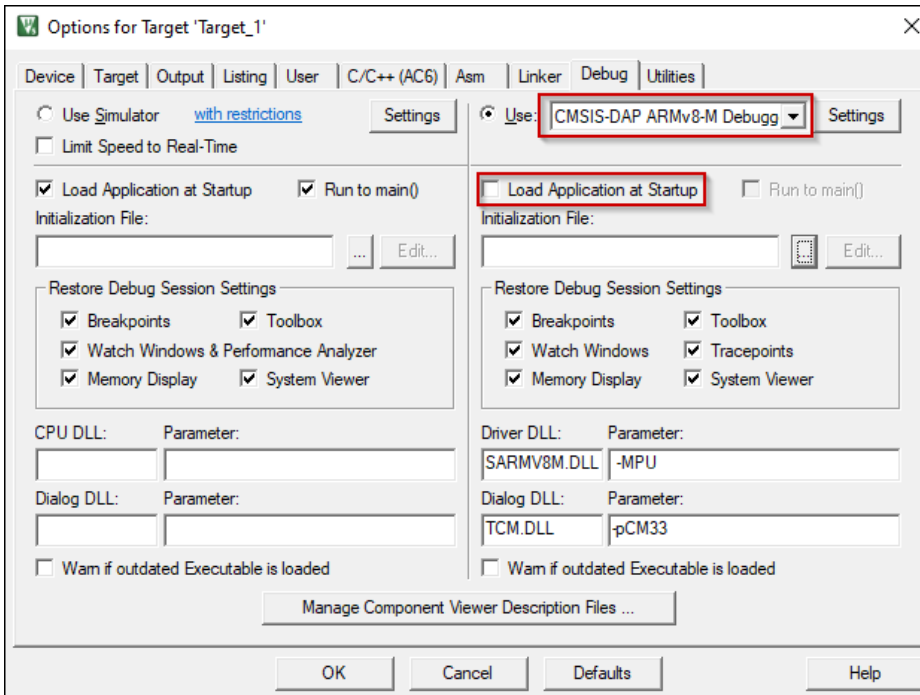 Options for Target 'Target_1'
Device Target Output Listing User C/C++ (AC6) Asm Linker Debug Utilities
Use Simulator with restrictions Settings
Limit Speed to Real-Time
Use: CMSIS-DAP ARMv8-M Debugg Settings
Load Application at Startup Run to main()
Initialization File:
... Edit...
Restore Debug Session Settings
Breakpoints Toolbox
Watch Windows & Performance Analyzer
Memory Display System Viewer
CPU DLL: Parameter:
Dialog DLL: Parameter:
Warn if outdated Executable is loaded
Load Application at Startup Run to main()
Initialization File:
... Edit...
Restore Debug Session Settings
Breakpoints Toolbox
Watch Windows Tracepoints
Memory Display System Viewer
Driver DLL: Parameter:
SARMV8M.DLL -MPU
Dialog DLL: Parameter:
TCM.DLL -pCM33
Warn if outdated Executable is loaded
Manage Component Viewer Description Files ...
OK Cancel Defaults Help